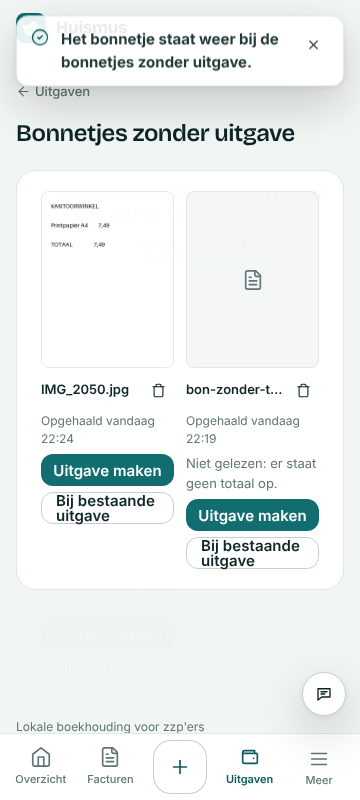 Huismus
Het bonnetje staat weer bij de
bonnetjes zonder uitgave.
Uitgaven
Bonnetjes zonder uitgave
KANTOORWINKEL
Printpapier A4 7,49
TOTAAL 7,49
IMG_2050.jpg
Opgehaald vandaag
22:24
Uitgave maken
Bij bestaande
uitgave
bon-zonder-t...
Opgehaald vandaag
22:19
Niet gelezen: er staat
geen totaal op.
Uitgave maken
Bij bestaande
uitgave
Lokale boekhouding voor zzp'ers
Overzicht
Facturen
Uitgaven
Meer